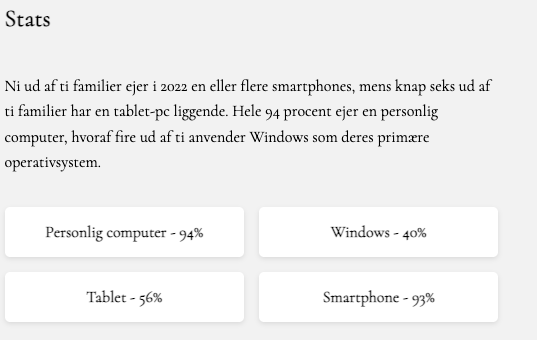 Stats
Ni ud af ti familier ejer i 2022 en eller flere smartphones, mens knap seks ud af
ti familier har en tablet-pc liggende. Hele 94 procent ejer en personlig
computer, hvoraf fire ud af ti anvender Windows som deres primære
operativsystem.
Personlig computer - 94%
Windows - 40%
Tablet - 56%
Smartphone - 93%